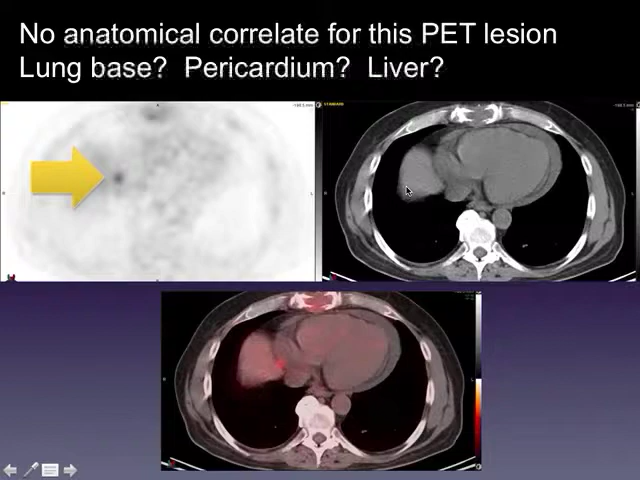 No anatomical correlate for this PET lesion
Lung base?  Pericardium?  Liver?